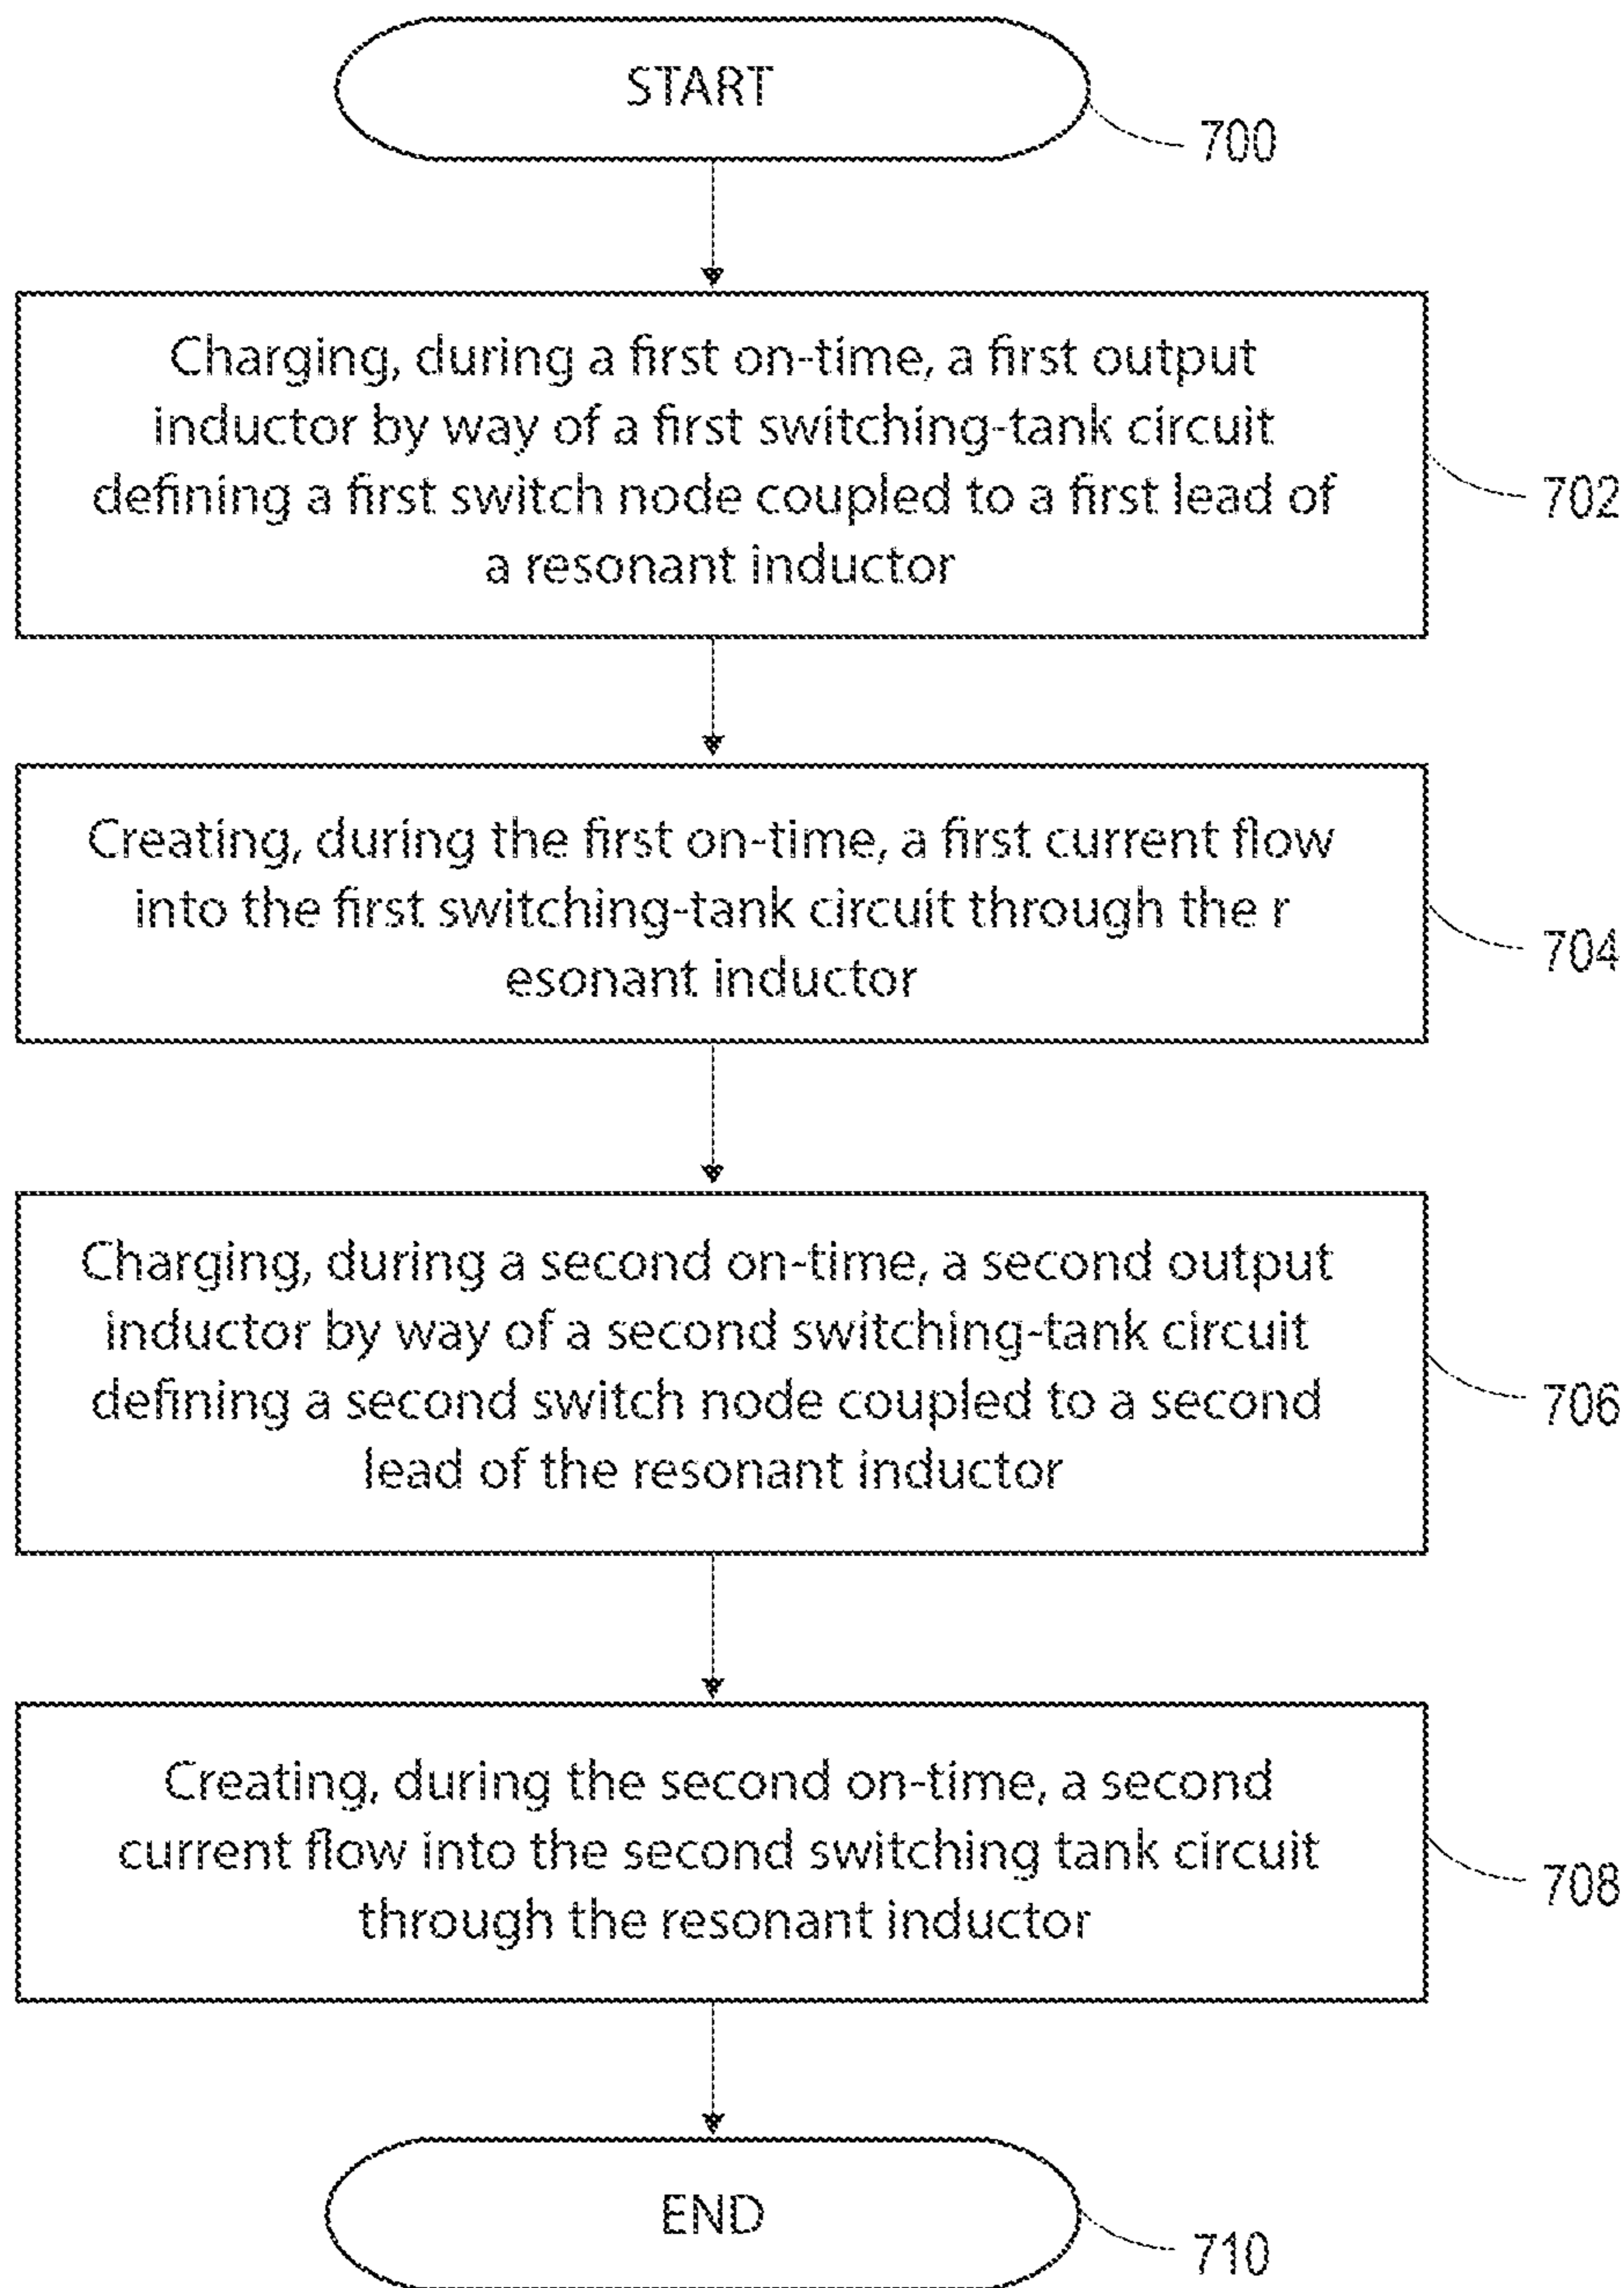 START
700
Charging, during a first on-time, a first output
inductor by way of a first switching-tank circuit
defining a first switch node coupled to a first lead of
a resonant inductor
702
Creating, during the first on-time, a first current flow
into the first switching-tank circuit through the r
esonant inductor
704
Charging, during a second on-time, a second output
inductor by way of a second switching-tank circuit
defining a second switch node coupled to a second
lead of the resonant inductor
706
Creating, during the second on-time, a second
current flow into the second switching tank circuit
through the resonant inductor
708
END
710